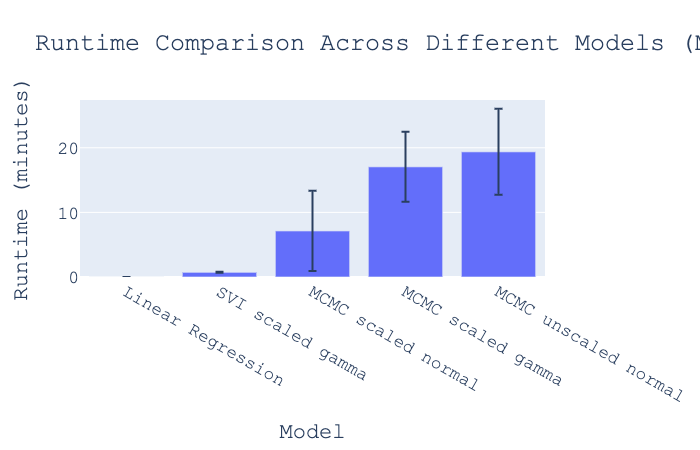 Runtime Comparison Across Different Models (
Runtime (minutes)
20
10
0
Linear Regression
SVI scaled gamma
MCMC scaled normal
MCMC scaled gamma
MCMC unscaled normal
Model